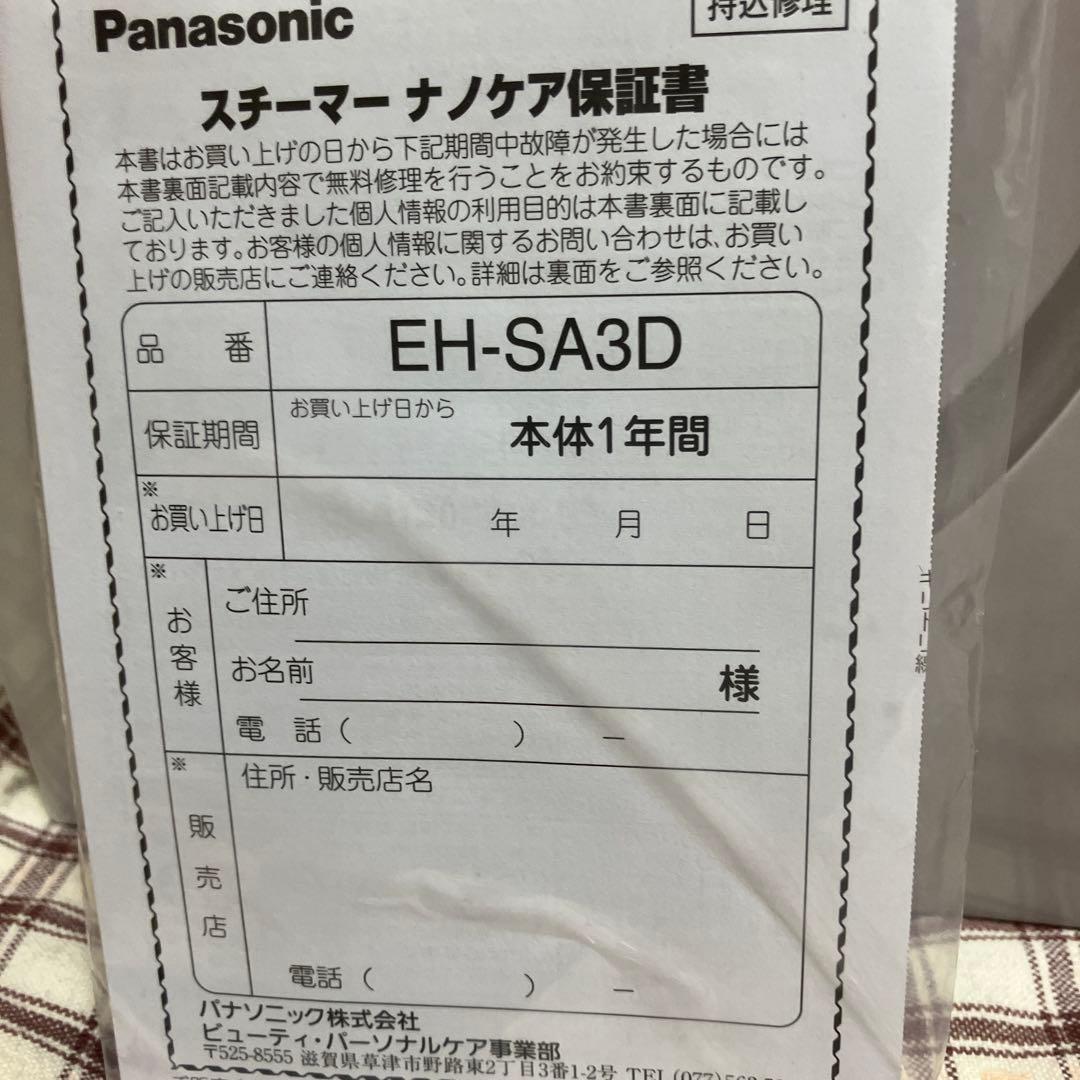 Panasonic
持込修理
スチーマー ナノケア保証書
本書はお買い上げの日から下記期間中故障が発生した場合には
本書裏面記載内容で無料修理を行うことをお約束するものです。
ご記入いただきました個人情報の利用目的は本書裏面に記載し
ております。お客様の個人情報に関するお問い合わせは、お買い
上げの販売店にご連絡ください。詳細は裏面をご参照ください。
品 番 EH-SA3D
保証期間 お買い上げ日から 本体1年間
※お買い上げ日 年 月 日
※お客様
ご住所
お名前 様
電 話 ( ) ー
※販売店
住所・販売店名
電話 ( ) ー
パナソニック株式会社
ビューティ・パーソナルケア事業部
〒525-8555 滋賀県草津市野路東2丁目3番1-2号 TEL (077)
キリトリ線